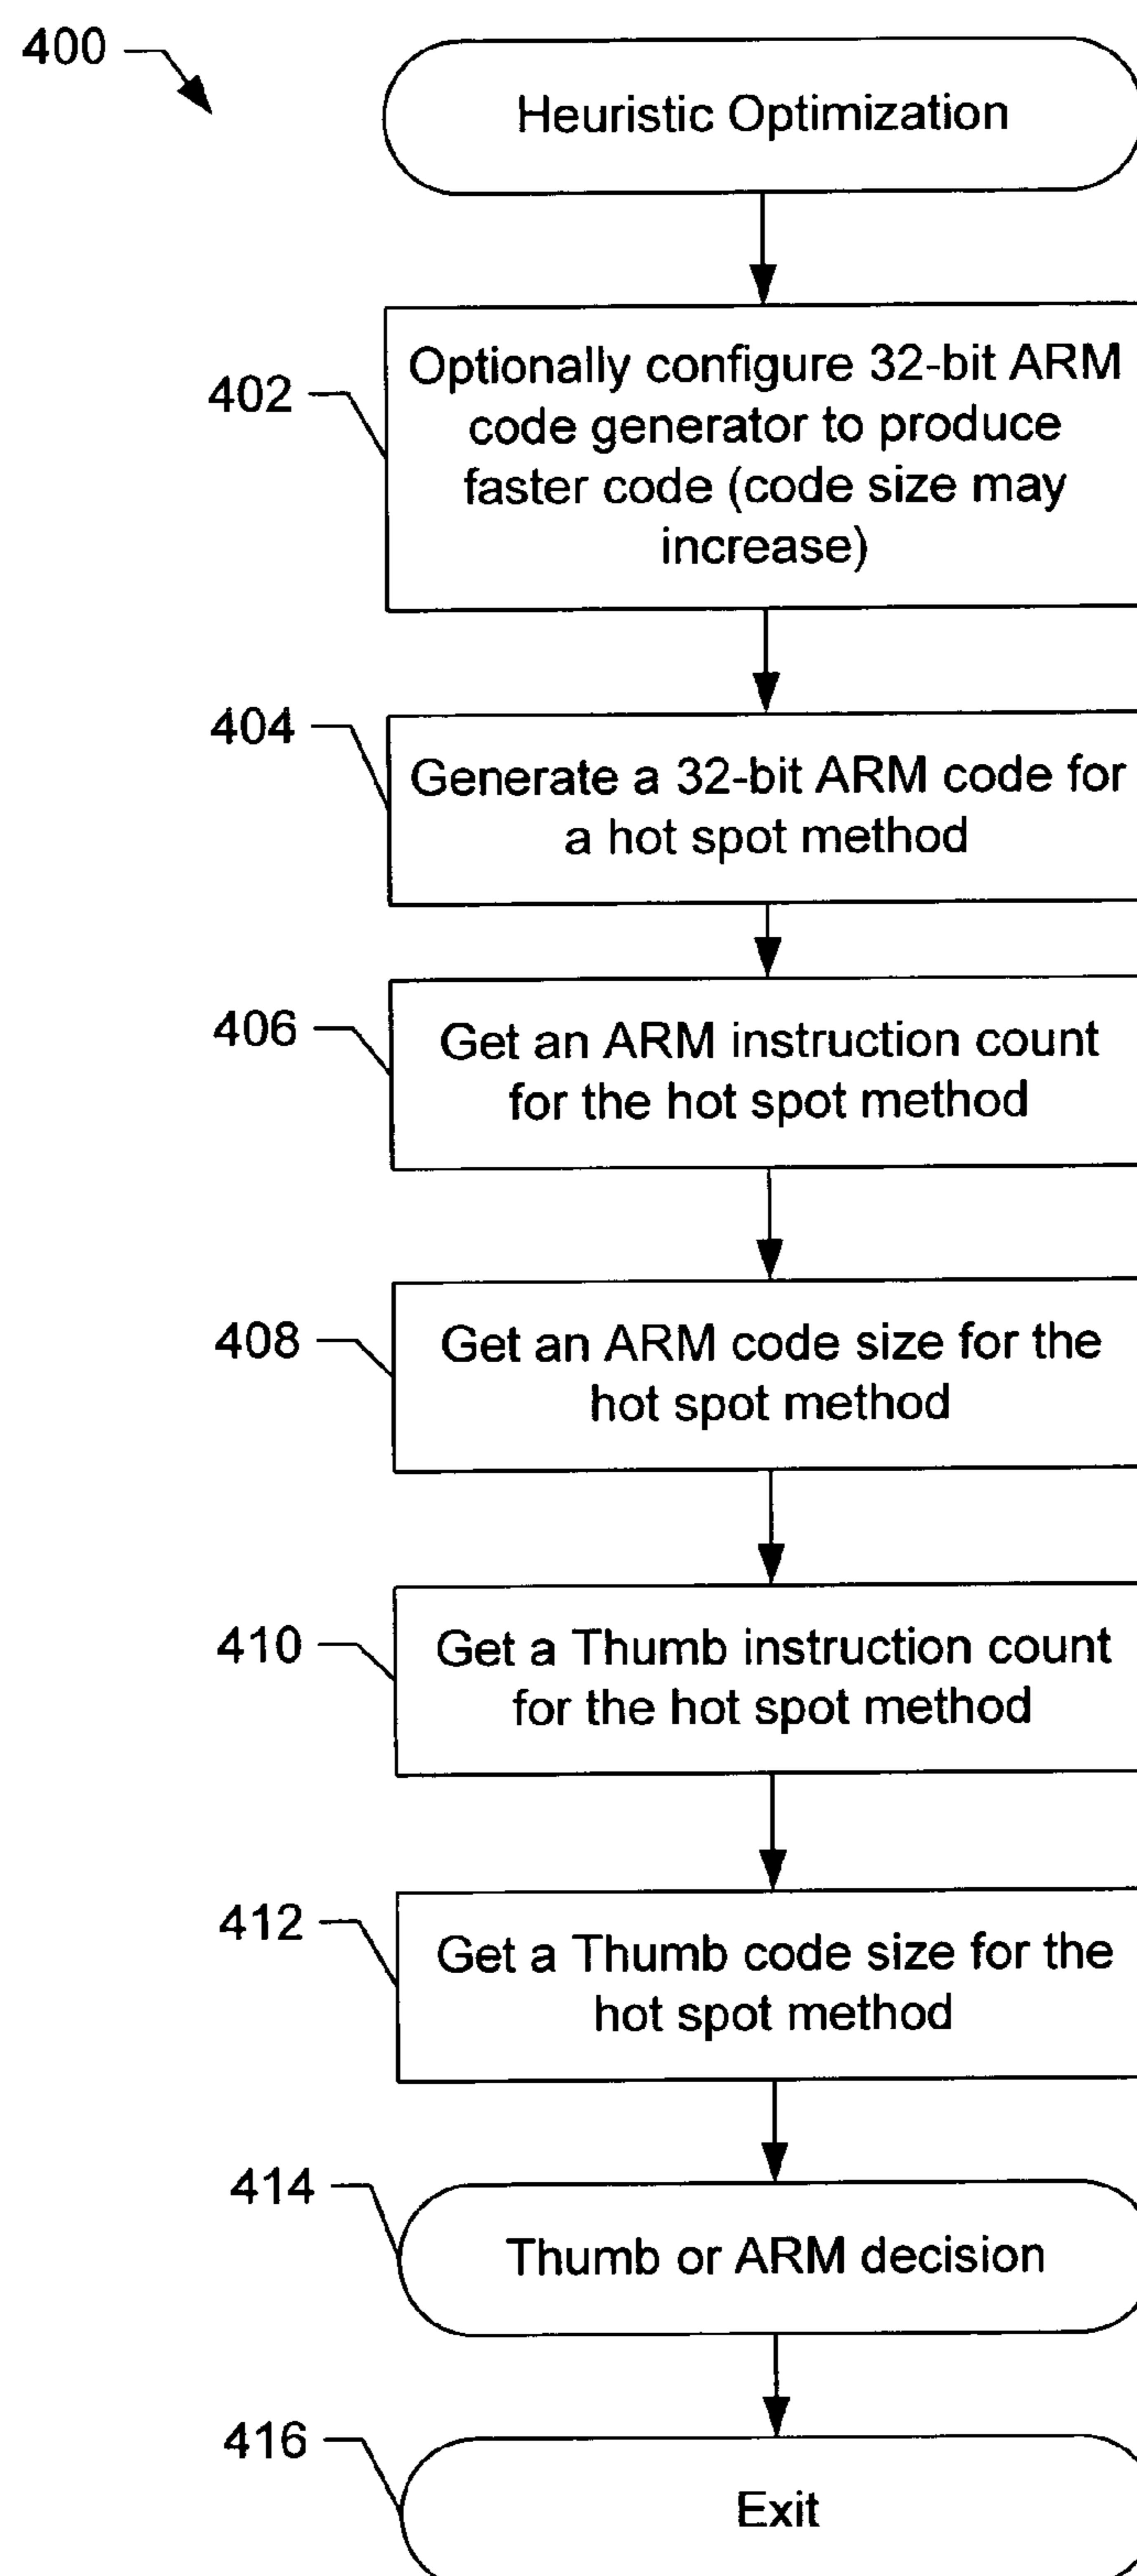 400
Heuristic Optimization
402
Optionally configure 32-bit ARM
code generator to produce
faster code (code size may
increase)
404
Generate a 32-bit ARM code for
a hot spot method
406
Get an ARM instruction count
for the hot spot method
408
Get an ARM code size for the
hot spot method
410
Get a Thumb instruction count
for the hot spot method
412
Get a Thumb code size for the
hot spot method
414
Thumb or ARM decision
416
Exit